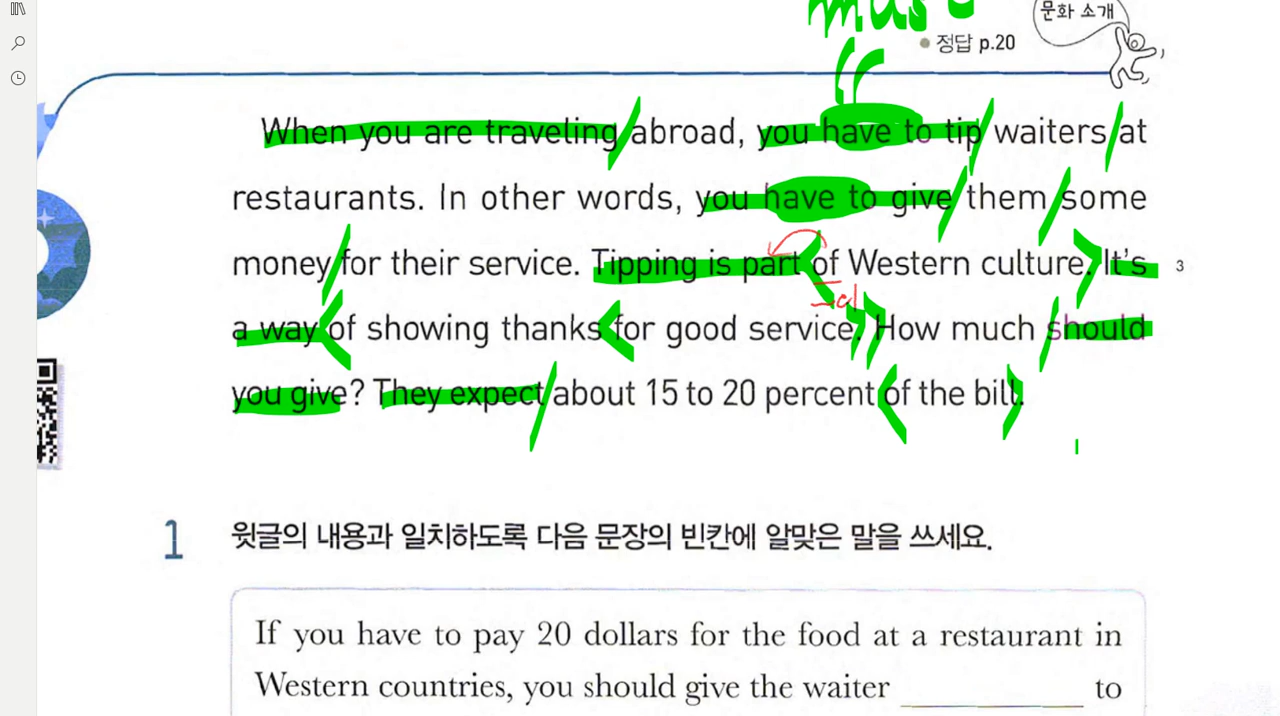 must
문화 소개
정답 p.20
When you are traveling abroad, you have to tip waiters at
restaurants. In other words, you have to give them some
money for their service. Tipping is part of Western culture. It's
3
a way of showing thanks for good service. How much should
you give? They expect about 15 to 20 percent of the bill.
1 윗글의 내용과 일치하도록 다음 문장의 빈칸에 알맞은 말을 쓰세요.
If you have to pay 20 dollars for the food at a restaurant in
Western countries, you should give the waiter ____________ to